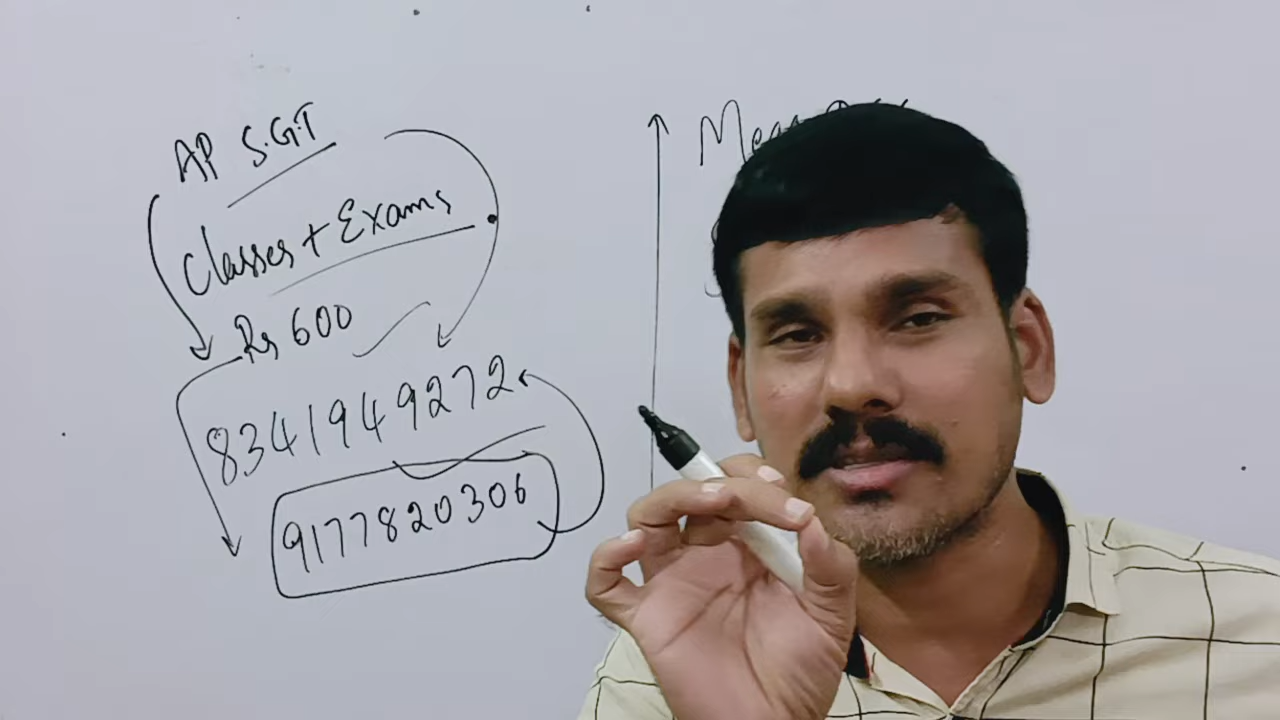 AP S.G.T
Classes + Exams
Rs 600
8341949272
9177820306